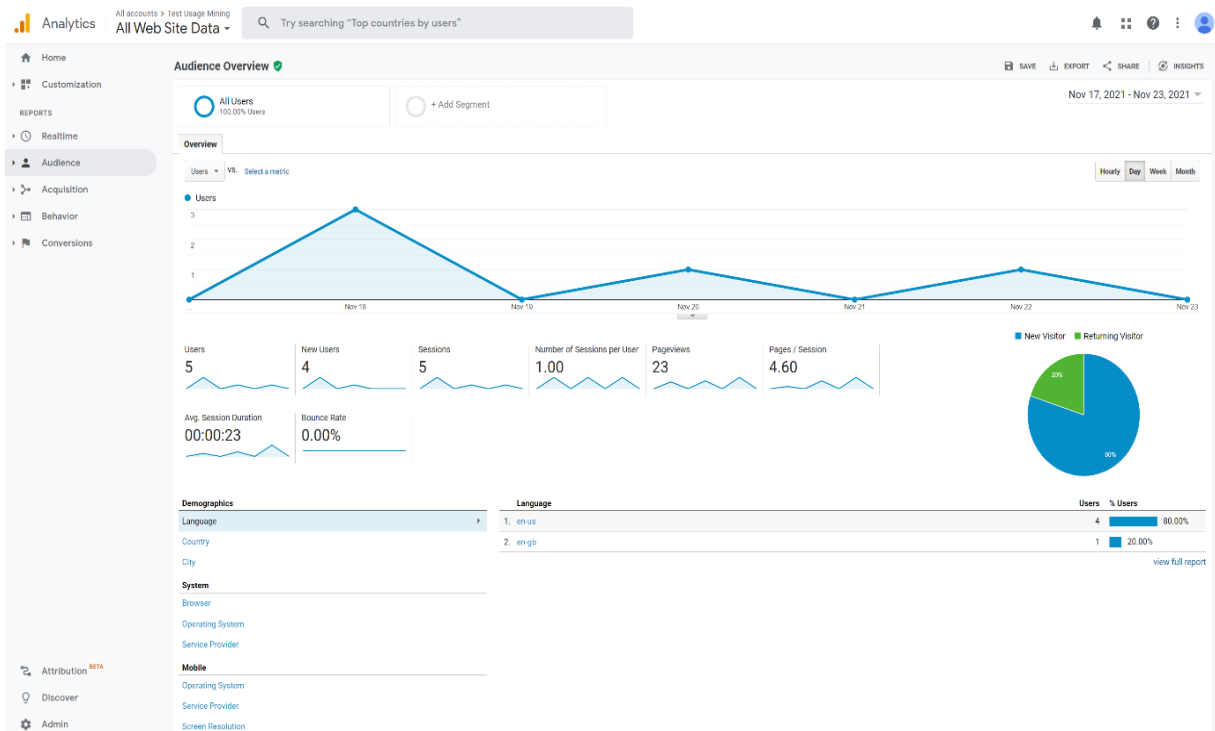 Analytics
All accounts > Test Usage Mining
All Web Site Data
Try searching "Top countries by users"
Home
Customization
REPORTS
Realtime
Audience
Acquisition
Behavior
Conversions
Attribution BETA
Discover
Admin
Audience Overview
SAVE
EXPORT
SHARE
INSIGHTS
All Users
100.00% Users
+ Add Segment
Nov 17, 2021 - Nov 23, 2021
Overview
Users VS. Select a metric
Hourly Day Week Month
Users
3
2
1
... Nov 18 Nov 19 Nov 20 Nov 21 Nov 22 Nov 23
New Visitor Returning Visitor
Users
5
New Users
4
Sessions
5
Number of Sessions per User
1.00
Pageviews
23
Pages / Session
4.60
Avg. Session Duration
00:00:23
Bounce Rate
0.00%
20%
80%
Demographics
Language
Country
City
System
Browser
Operating System
Service Provider
Mobile
Operating System
Service Provider
Screen Resolution
Language Users % Users
1. en-us 4 80.00%
2. en-gb 1 20.00%
view full report